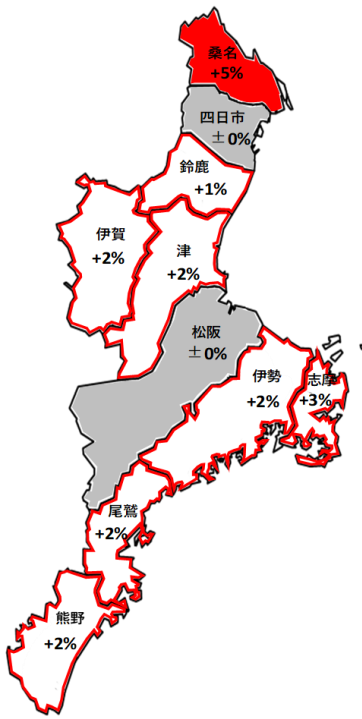 桑名
+5%
四日市
±0%
鈴鹿
+1%
伊賀
+2%
津
+2%
松阪
±0%
伊勢
+2%
志摩
+3%
尾鷲
+2%
熊野
+2%